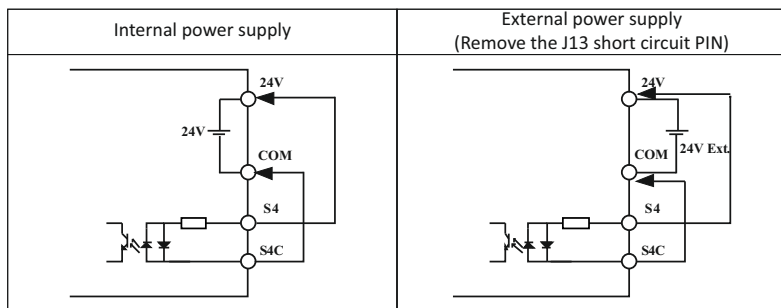 Internal power supply
External power supply
(Remove the J13 short circuit PIN)
24V
24V
COM
S4
S4C
24V
24V Ext.
COM
S4
S4C